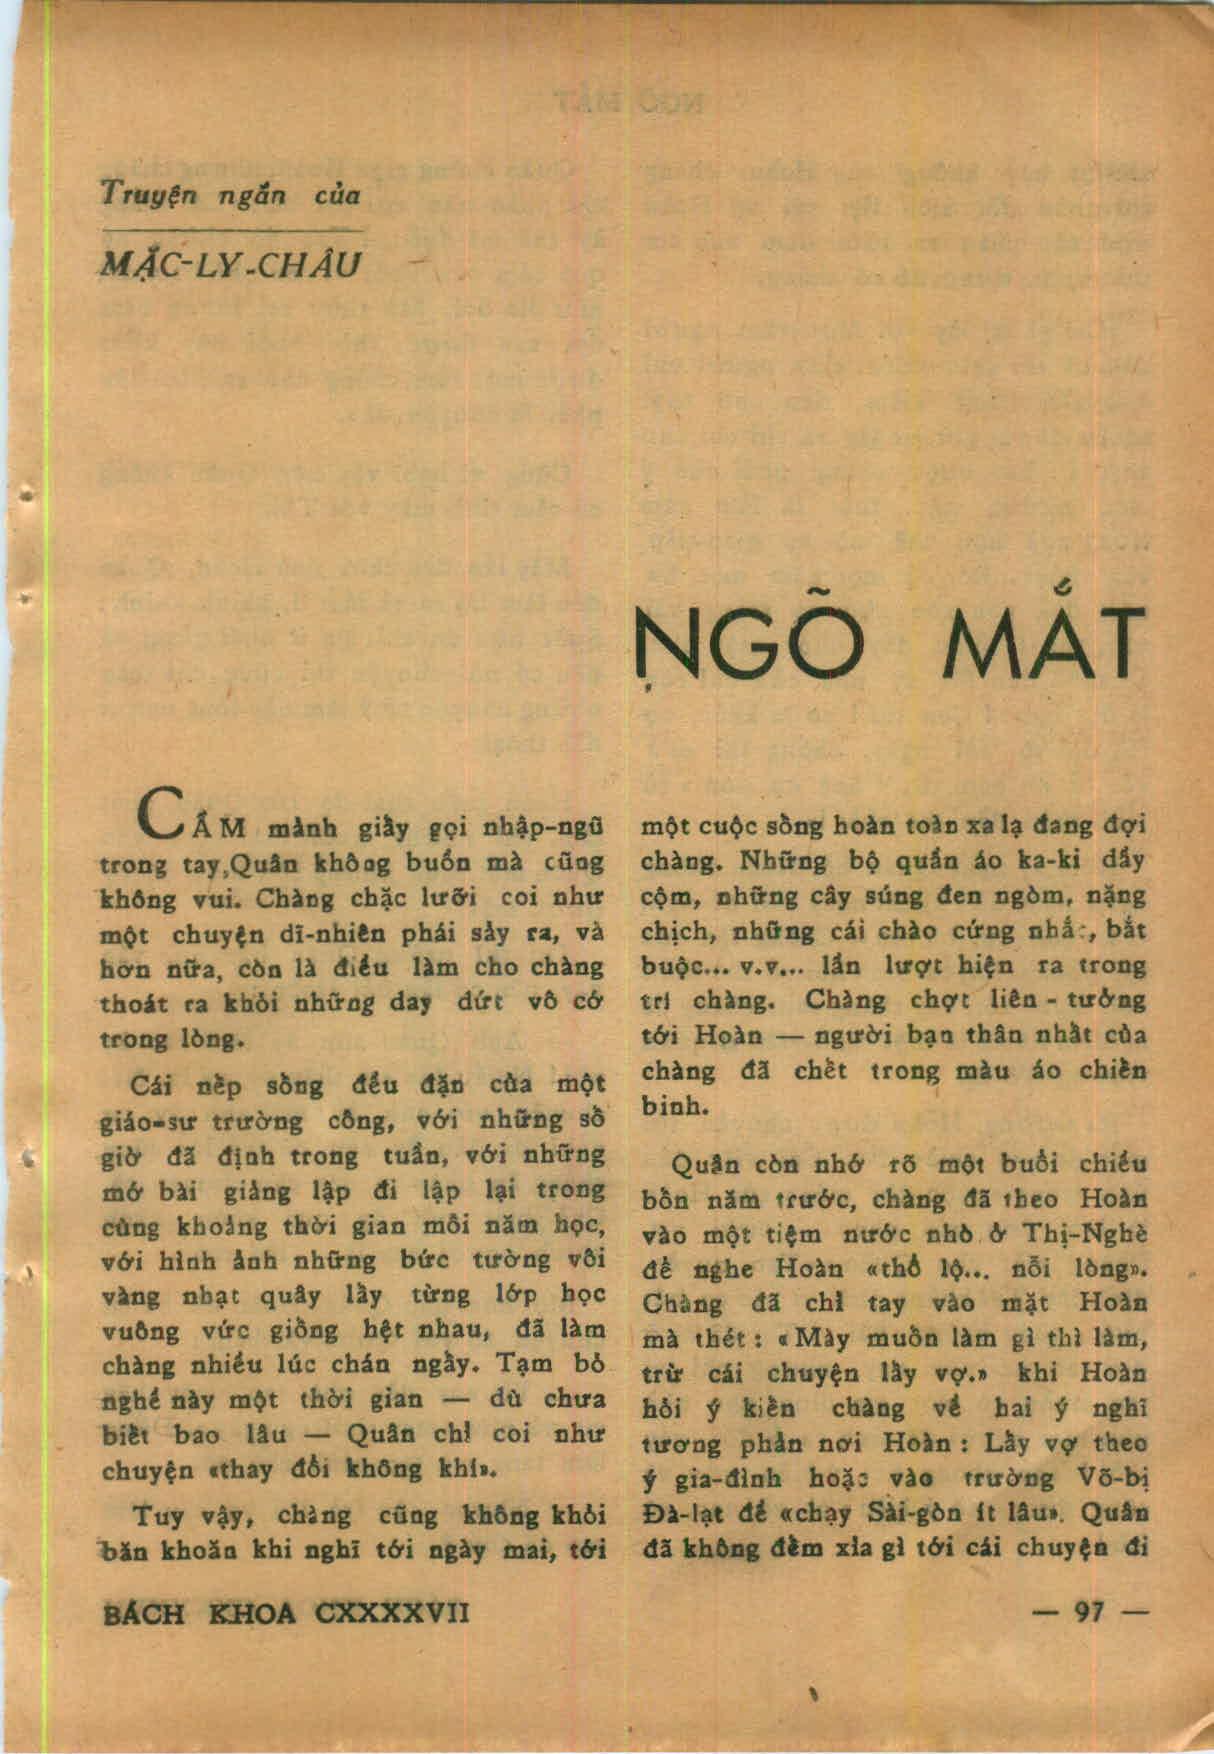 Truyện ngắn của
MẶC-LY-CHÂU
NGÕ MẮT
CẦM mảnh giấy gọi nhập-ngũ
trong tay, Quân không buồn mà cũng
không vui. Chàng chặc lưỡi coi như
một chuyện dĩ-nhiên phải sảy ra, và
hơn nữa, còn là điều làm cho chàng
thoát ra khỏi những day dứt vô cớ
trong lòng.
Cái nếp sống đều đặn của một
giáo-sư trường công, với những số
giờ đã định trong tuần, với những
mớ bài giảng lập đi lập lại trong
cùng khoảng thời gian mỗi năm học,
với hình ảnh những bức tường vôi
vàng nhạt quây lấy từng lớp học
vuông vức giống hệt nhau, đã làm
chàng nhiều lúc chán ngấy. Tạm bỏ
nghề này một thời gian — dù chưa
biết bao lâu — Quân chỉ coi như
chuyện «thay đổi không khí».
Tuy vậy, chàng cũng không khỏi
băn khoăn khi nghĩ tới ngày mai, tới
một cuộc sống hoàn toàn xa lạ đang đợi
chàng. Những bộ quần áo ka-ki dầy
cộm, những cây súng đen ngòm, nặng
chịch, những cái chào cứng nhắc, bắt
buộc... v.v... lần lượt hiện ra trong
trí chàng. Chàng chợt liên - tưởng
tới Hoàn — người bạn thân nhất của
chàng đã chết trong màu áo chiến
binh.
Quân còn nhớ rõ một buổi chiều
bốn năm trước, chàng đã theo Hoàn
vào một tiệm nước nhỏ ở Thị-Nghè
để nghe Hoàn «thổ lộ... nỗi lòng».
Chàng đã chỉ tay vào mặt Hoàn
mà thét : «Mày muốn làm gì thì làm,
trừ cái chuyện lấy vợ.» khi Hoàn
hỏi ý kiến chàng về hai ý nghĩ
tương phản nơi Hoàn : Lấy vợ theo
ý gia-đình hoặc vào trường Võ-bị
Đà-lạt để «chạy Sài-gòn ít lâu». Quân
đã không đếm xỉa gì tới cái chuyện đi
BÁCH KHOA CXXXXVII
— 97 —